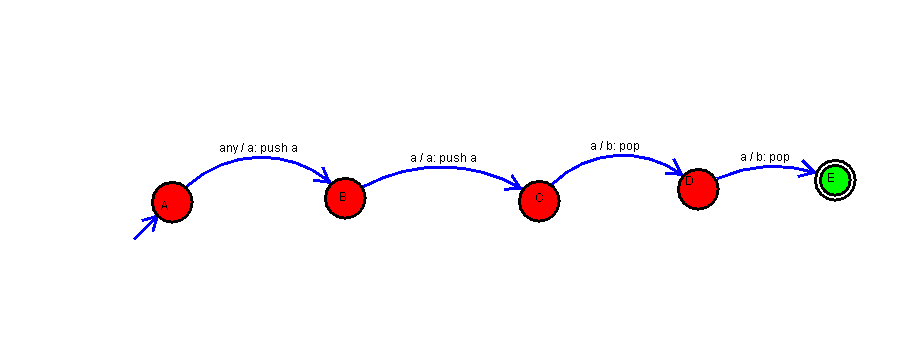 any / a: push a
a / a: push a
a / b: pop
a / b: pop
A
B
C
D
E